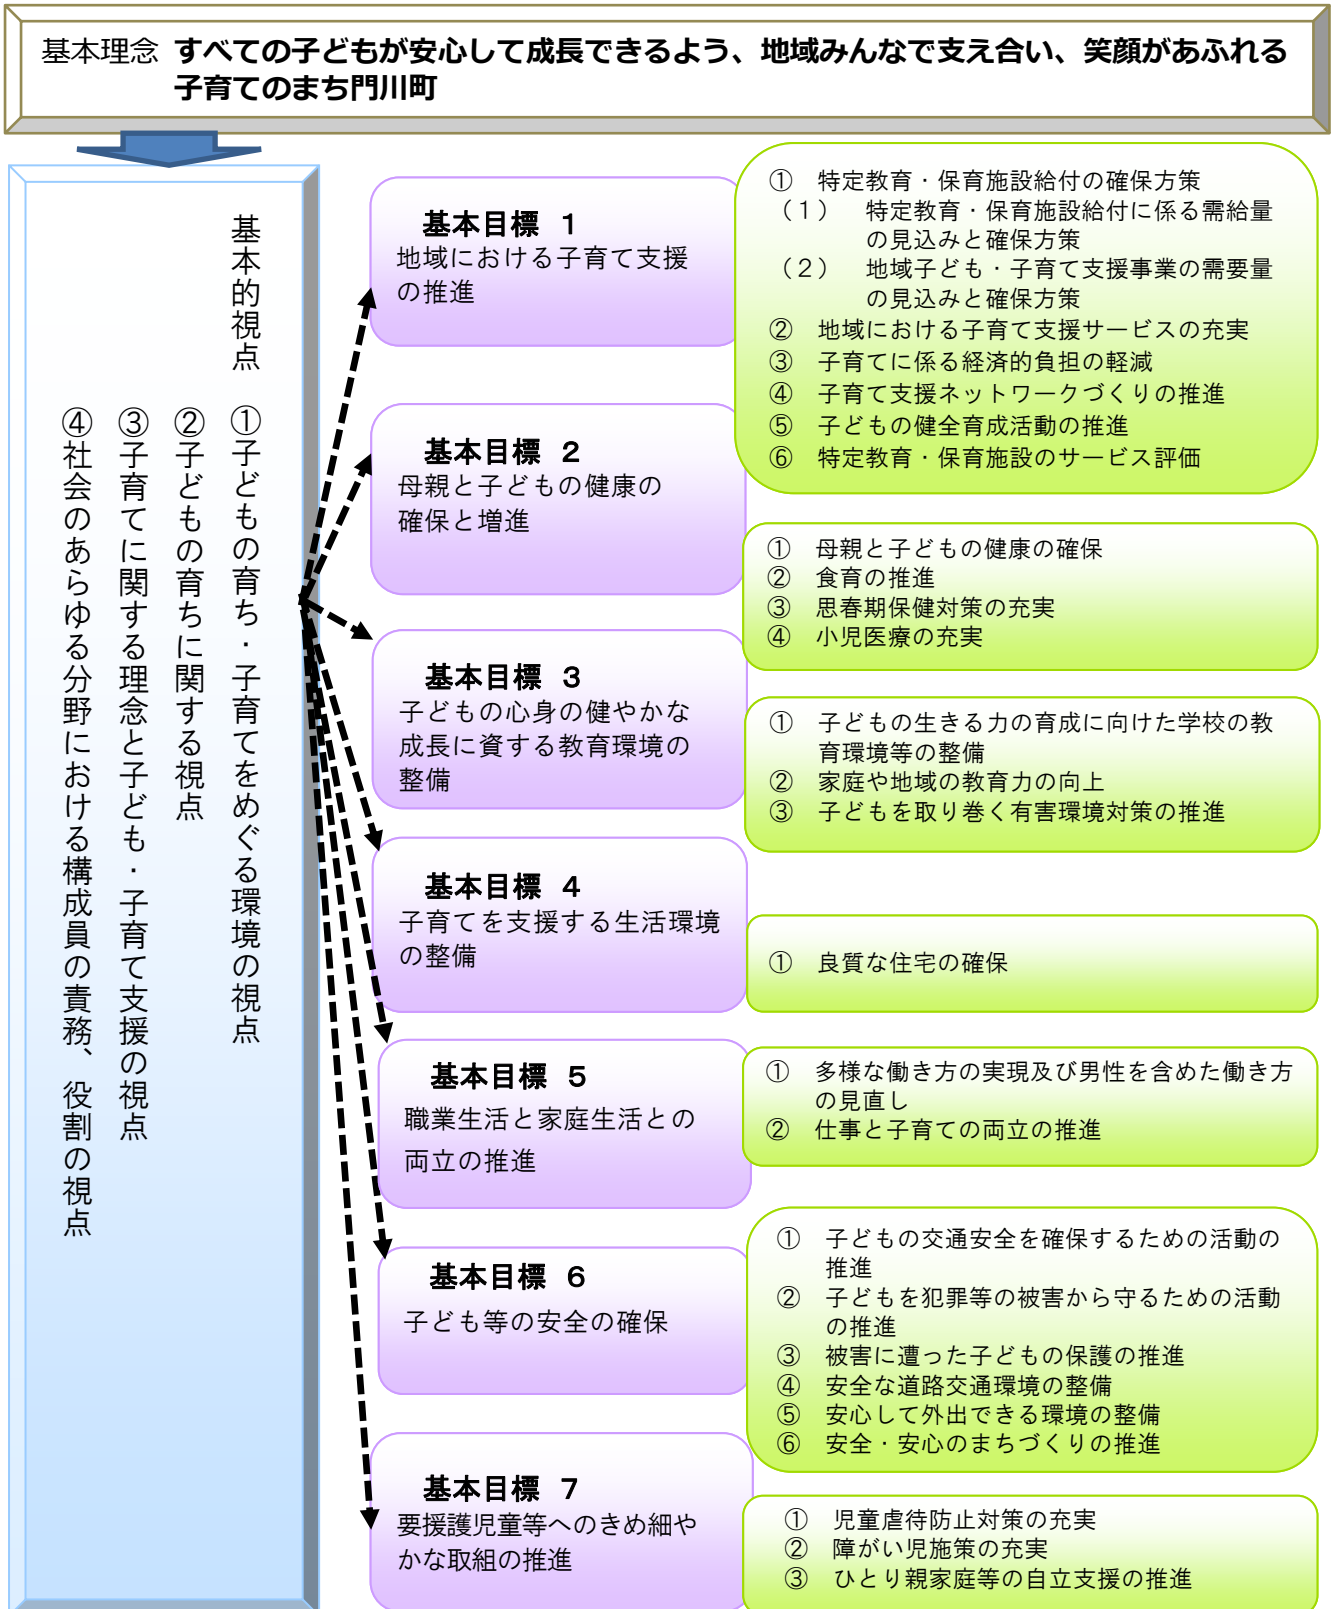 基本理念 すべての子どもが安心して成長できるよう、地域みんなで支え合い、笑顔があふれる
子育てのまち門川町
基本的視点 ①子どもの育ち・子育てをめぐる環境の視点
②子どもの育ちに関する視点
③子育てに関する理念と子ども・子育て支援の視点
④社会のあらゆる分野における構成員の責務、役割の視点
基本目標 1
地域における子育て支援
の推進
① 特定教育・保育施設給付の確保方策
(1) 特定教育・保育施設給付に係る需給量
の見込みと確保方策
(2) 地域子ども・子育て支援事業の需要量
の見込みと確保方策
② 地域における子育て支援サービスの充実
③ 子育てに係る経済的負担の軽減
④ 子育て支援ネットワークづくりの推進
⑤ 子どもの健全育成活動の推進
⑥ 特定教育・保育施設のサービス評価
基本目標 2
母親と子どもの健康の
確保と増進
① 母親と子どもの健康の確保
② 食育の推進
③ 思春期保健対策の充実
④ 小児医療の充実
基本目標 3
子どもの心身の健やかな
成長に資する教育環境の
整備
① 子どもの生きる力の育成に向けた学校の教
育環境等の整備
② 家庭や地域の教育力の向上
③ 子どもを取り巻く有害環境対策の推進
基本目標 4
子育てを支援する生活環境
の整備
① 良質な住宅の確保
基本目標 5
職業生活と家庭生活との
両立の推進
① 多様な働き方の実現及び男性を含めた働き方
の見直し
② 仕事と子育ての両立の推進
基本目標 6
子ども等の安全の確保
① 子どもの交通安全を確保するための活動の
推進
② 子どもを犯罪等の被害から守るための活動
の推進
③ 被害に遭った子どもの保護の推進
④ 安全な道路交通環境の整備
⑤ 安心して外出できる環境の整備
⑥ 安全・安心のまちづくりの推進
基本目標 7
要援護児童等へのきめ細や
かな取組の推進
① 児童虐待防止対策の充実
② 障がい児施策の充実
③ ひとり親家庭等の自立支援の推進